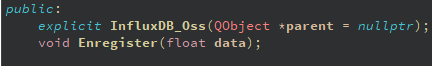 public:
explicit InfluxDB_Oss(QObject *parent = nullptr);
void Enregister(float data);